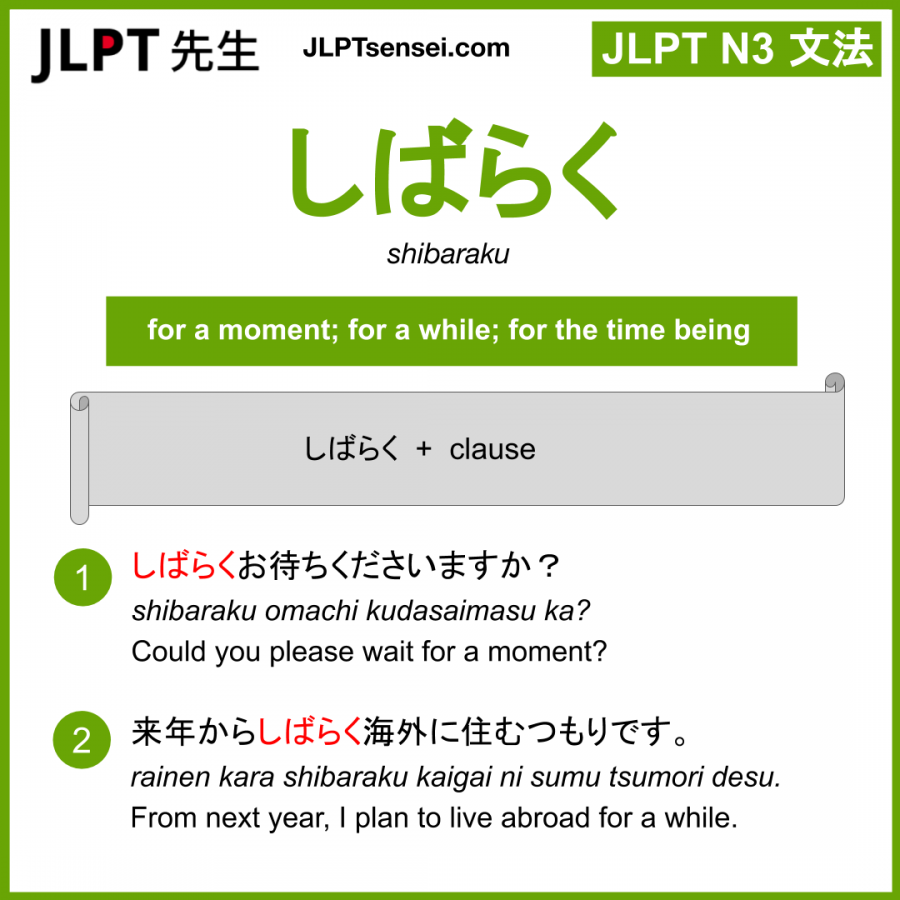 JLPT 先生
JLPTsensei.com
JLPT N3 文法
しばらく
shibaraku
for a moment; for a while; for the time being
しばらく + clause
1
しばらくお待ちくださいますか？
shibaraku omachi kudasaimasu ka?
Could you please wait for a moment?
2
来年からしばらく海外に住むつもりです。
rainen kara shibaraku kaigai ni sumu tsumori desu.
From next year, I plan to live abroad for a while.